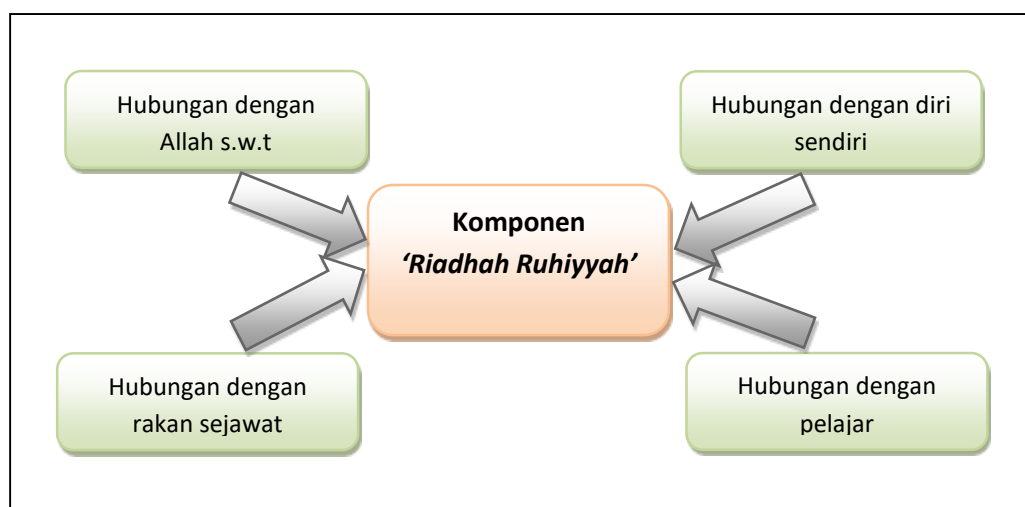 Hubungan dengan
Allah s.w.t
Hubungan dengan diri
sendiri
Komponen
‘Riadhah Ruhiyyah’
Hubungan dengan
rakan sejawat
Hubungan dengan
pelajar